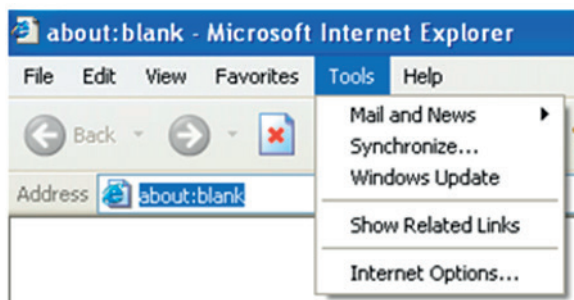 about:blank - Microsoft Internet Explorer
File Edit View Favorites Tools Help
Back
Address about:blank
Mail and News
Synchronize...
Windows Update
Show Related Links
Internet Options...